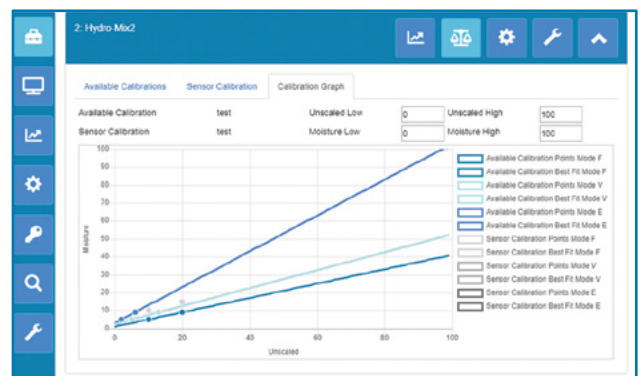 2: Hydro-Mix2
Available Calibrations Sensor Calibration Calibration Graph
Available Calibration test Unscaled Low 0 Unscaled High 100
Sensor Calibration test Moisture Low 0 Moisture High 100
100
90
80
70
60
50
40
30
20
10
0
Moisture
0 20 40 60 80 100
Unscaled
Available Calibration Points Mode F
Available Calibration Best Fit Mode F
Available Calibration Points Mode V
Available Calibration Best Fit Mode V
Available Calibration Points Mode E
Available Calibration Best Fit Mode E
Sensor Calibration Points Mode F
Sensor Calibration Best Fit Mode F
Sensor Calibration Points Mode V
Sensor Calibration Best Fit Mode V
Sensor Calibration Points Mode E
Sensor Calibration Best Fit Mode E